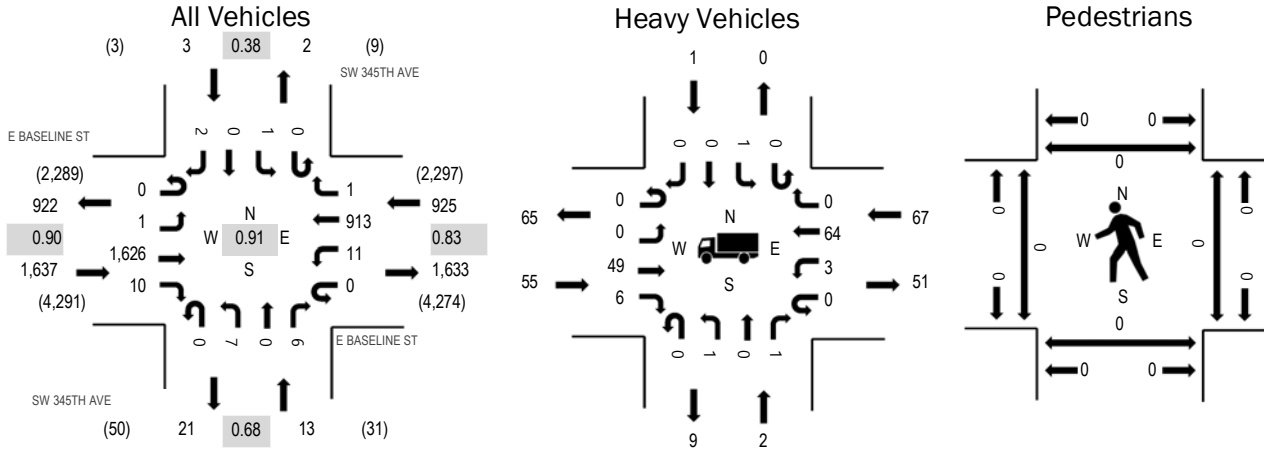 All Vehicles
(3) 3 0.38 2 (9)
SW 345TH AVE
E BASELINE ST
2 0 1 0
(2,289) (2,297)
0 1
922 925
1 913
N
0.90 W 0.91 E 0.83
1,626 11
S
1,637 1,633
10 0
(4,291) (4,274)
0 7 0 6
E BASELINE ST
SW 345TH AVE
(50) 21 0.68 13 (31)
Heavy Vehicles
1 0
0 0 1 0
0 0
65 67
N
0 64
W E
49 3
55 51
S
6 0
0 1 0 1
9 2
Pedestrians
0 0
0
N
0 0
W E
0 0
0 0
S
0
0 0